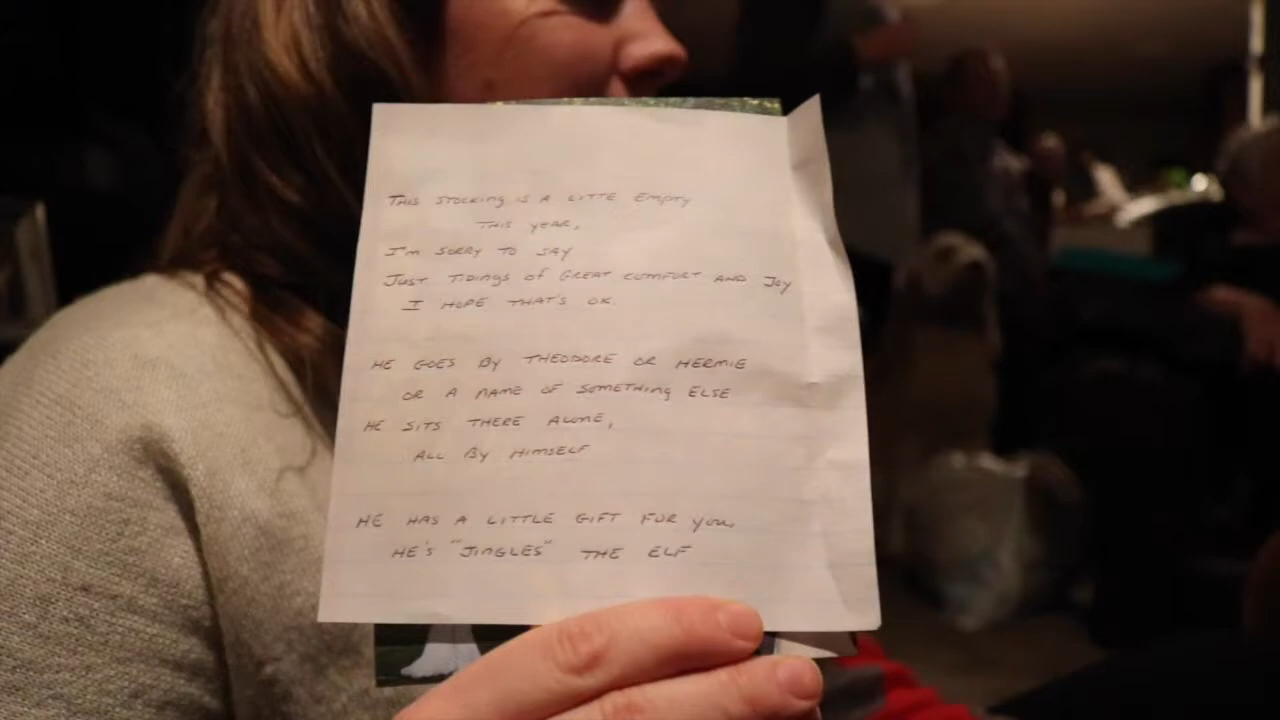 THIS STOCKING IS A LITTE EMPTY
THIS YEAR,
I'M SORRY TO SAY
JUST TIDINGS OF GREAT COMFORT AND JOY
I HOPE THAT'S OK.
HE GOES BY THEODORE OR HERMIE
OR A NAME OF SOMETHING ELSE
HE SITS THERE ALONE,
ALL BY HIMSELF
HE HAS A LITTLE GIFT FOR YOU,
HE'S "JINGLES" THE ELF